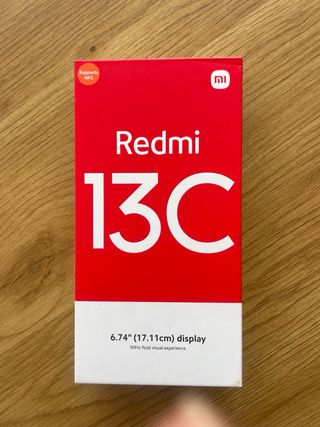 Supports
NFC
mi
Redmi
13C
6.74" (17.11cm) display
90Hz fluid visual experience